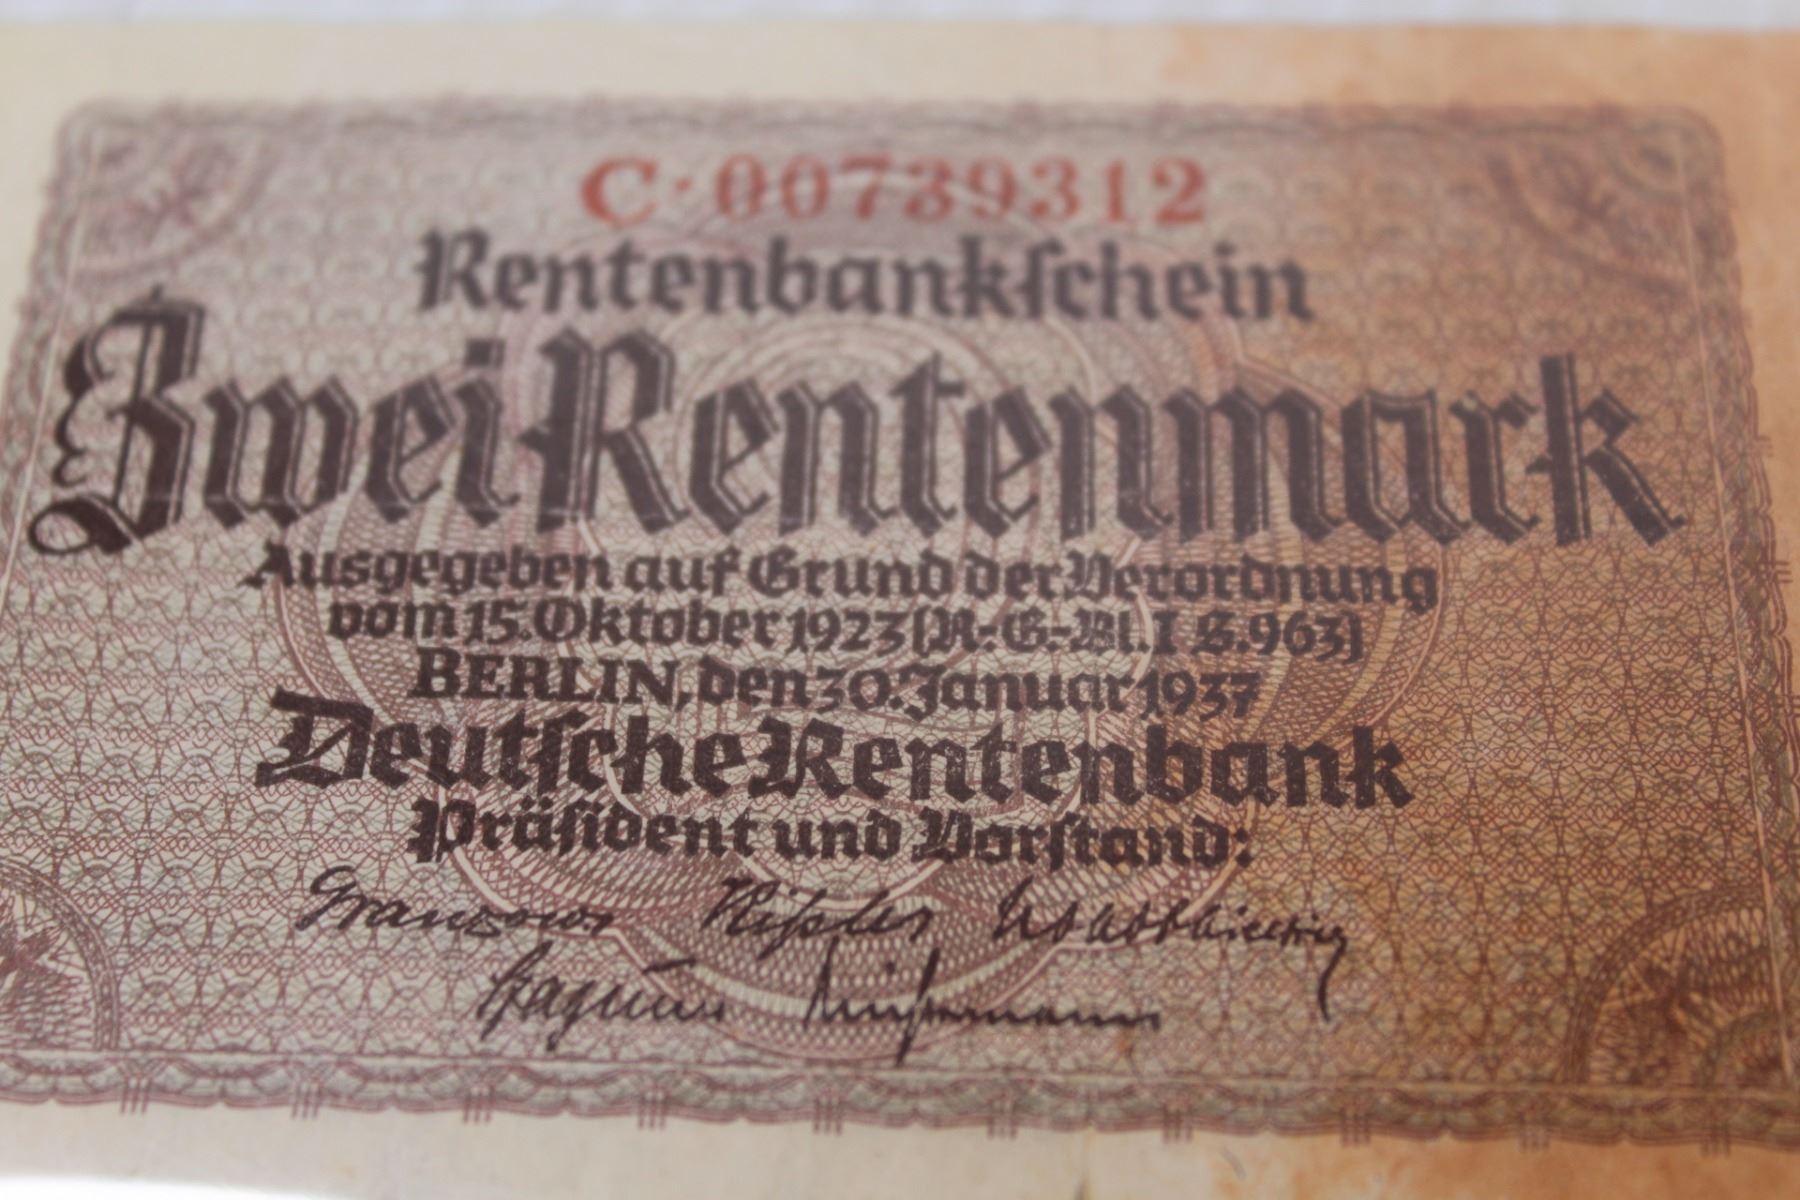 C·00739312
Rentenbankſchein
Zwei Rentenmark
Ausgegeben auf Grund der Verordnung
vom 15. Oktober 1923 (R.-G.-Bl. I S. 963)
BERLIN, den 30. Januar 1937
Deutſche Rentenbank
Präſident und Vorſtand: